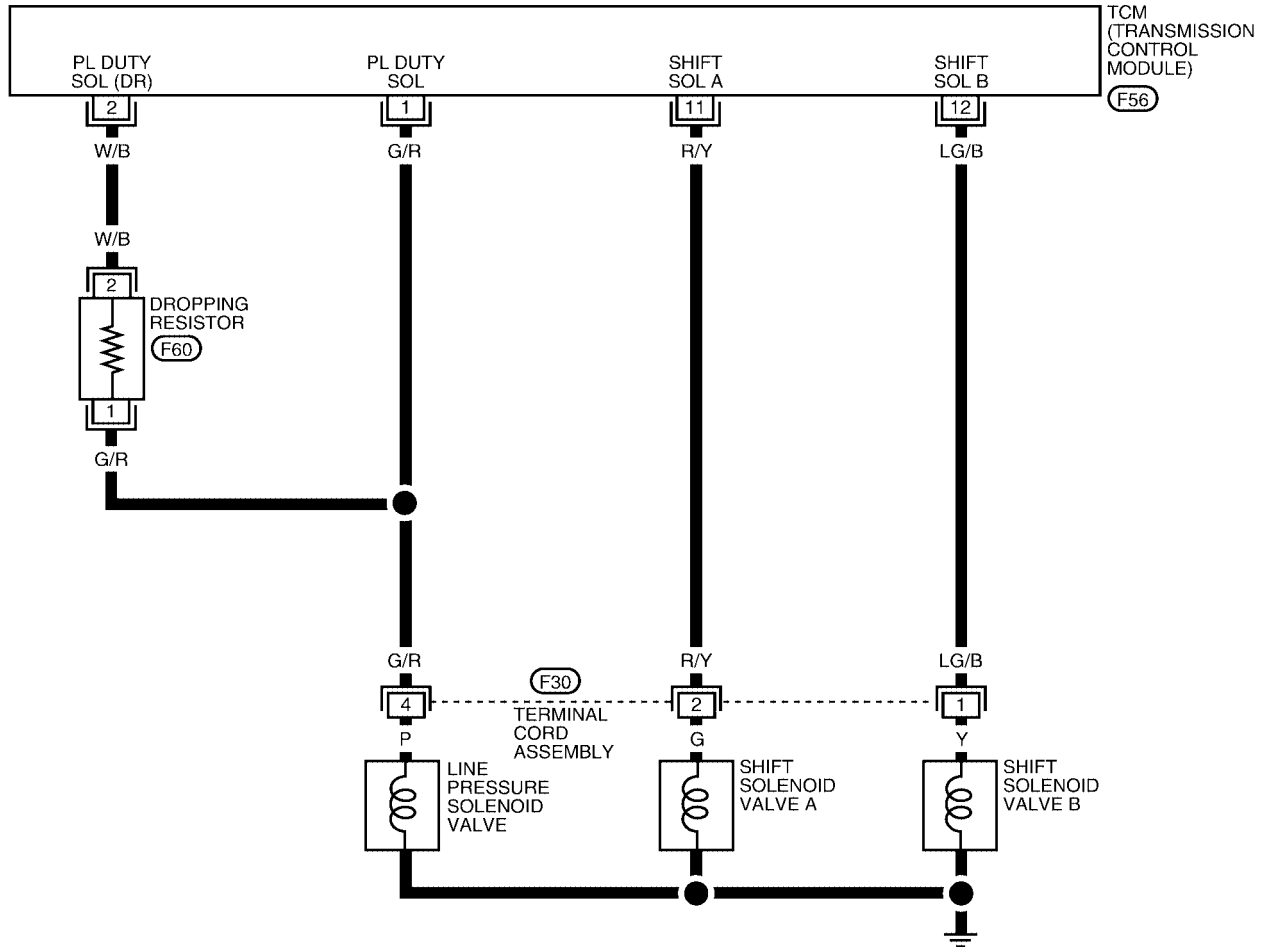 TCM
(TRANSMISSION
CONTROL
MODULE)
F56
PL DUTY
SOL (DR)
PL DUTY
SOL
SHIFT
SOL A
SHIFT
SOL B
2
1
11
12
W/B
G/R
R/Y
LG/B
W/B
2
DROPPING
RESISTOR
F60
1
G/R
G/R
R/Y
LG/B
F30
4
2
1
TERMINAL
CORD
ASSEMBLY
P
G
Y
LINE
PRESSURE
SOLENOID
VALVE
SHIFT
SOLENOID
VALVE A
SHIFT
SOLENOID
VALVE B